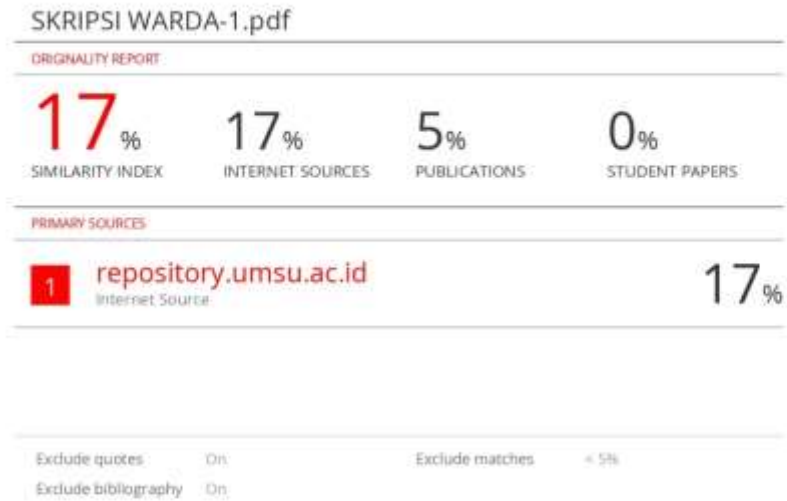 SKRIPSI WARDA-1.pdf
ORIGINALITY REPORT
17% 17% 5% 0%
SIMILARITY INDEX INTERNET SOURCES PUBLICATIONS STUDENT PAPERS
PRIMARY SOURCES
1 repository.umsu.ac.id 17%
Internet Source
Exclude quotes On Exclude matches < 5%
Exclude bibliography On